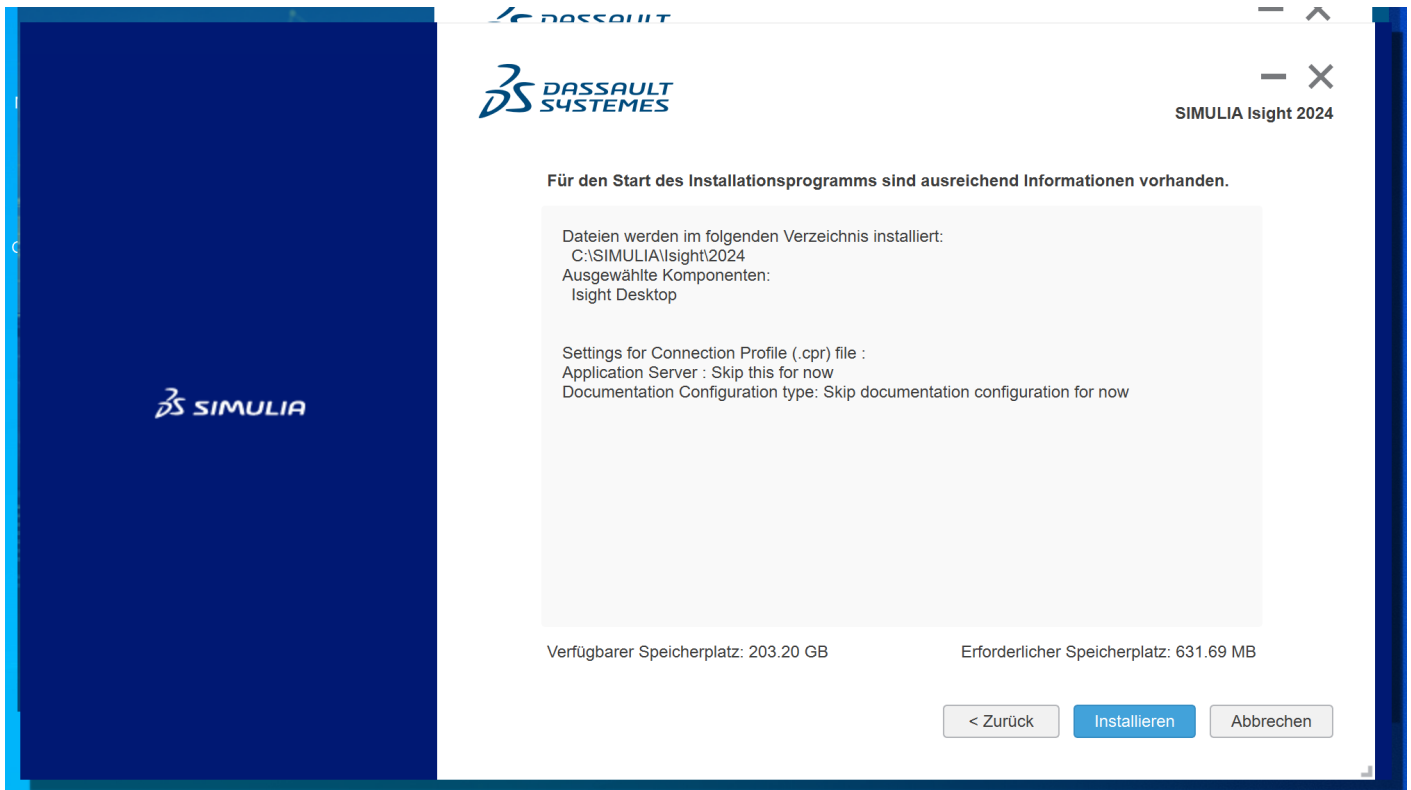 DASSAULT
DASSAULT
SYSTEMES
SIMULIA Isight 2024
Für den Start des Installationsprogramms sind ausreichend Informationen vorhanden.
Dateien werden im folgenden Verzeichnis installiert:
C:\SIMULIA\Isight\2024
Ausgewählte Komponenten:
Isight Desktop
Settings for Connection Profile (.cpr) file :
Application Server : Skip this for now
Documentation Configuration type: Skip documentation configuration for now
SIMULIA
Verfügbarer Speicherplatz: 203.20 GB
Erforderlicher Speicherplatz: 631.69 MB
< Zurück
Installieren
Abbrechen